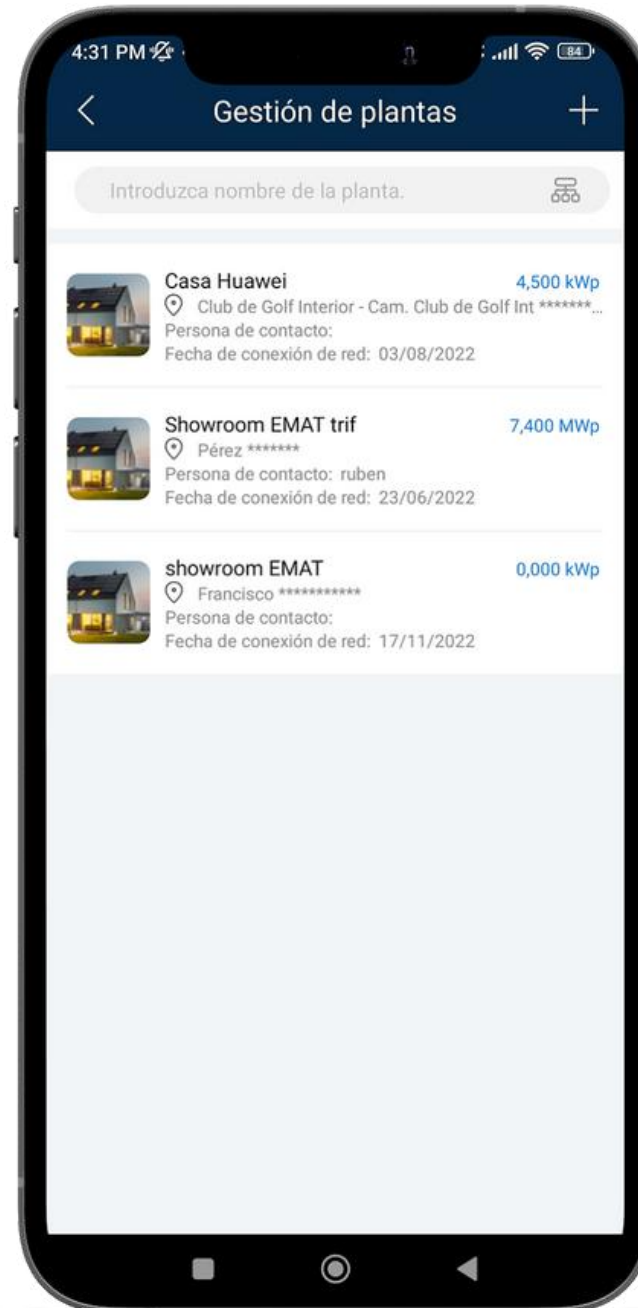 4:31 PM
84
Gestión de plantas
Introduzca nombre de la planta.
Casa Huawei 4,500 kWp
Club de Golf Interior - Cam. Club de Golf Int *******...
Persona de contacto:
Fecha de conexión de red: 03/08/2022
Showroom EMAT trif 7,400 MWp
Pérez *******
Persona de contacto: ruben
Fecha de conexión de red: 23/06/2022
showroom EMAT 0,000 kWp
Francisco ***********
Persona de contacto:
Fecha de conexión de red: 17/11/2022